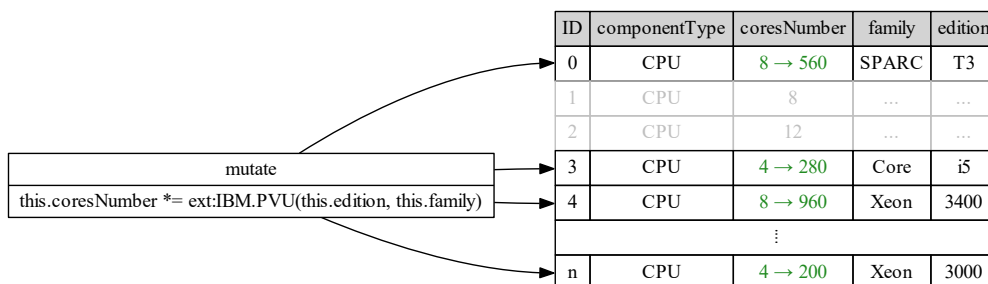 ID componentType coresNumber family edition
0 CPU 8 → 560 SPARC T3
1 CPU 8 ... ...
2 CPU 12 ... ...
mutate
3 CPU 4 → 280 Core i5
this.coresNumber *= ext:IBM.PVU(this.edition, this.family)
4 CPU 8 → 960 Xeon 3400
⋮
n CPU 4 → 200 Xeon 3000